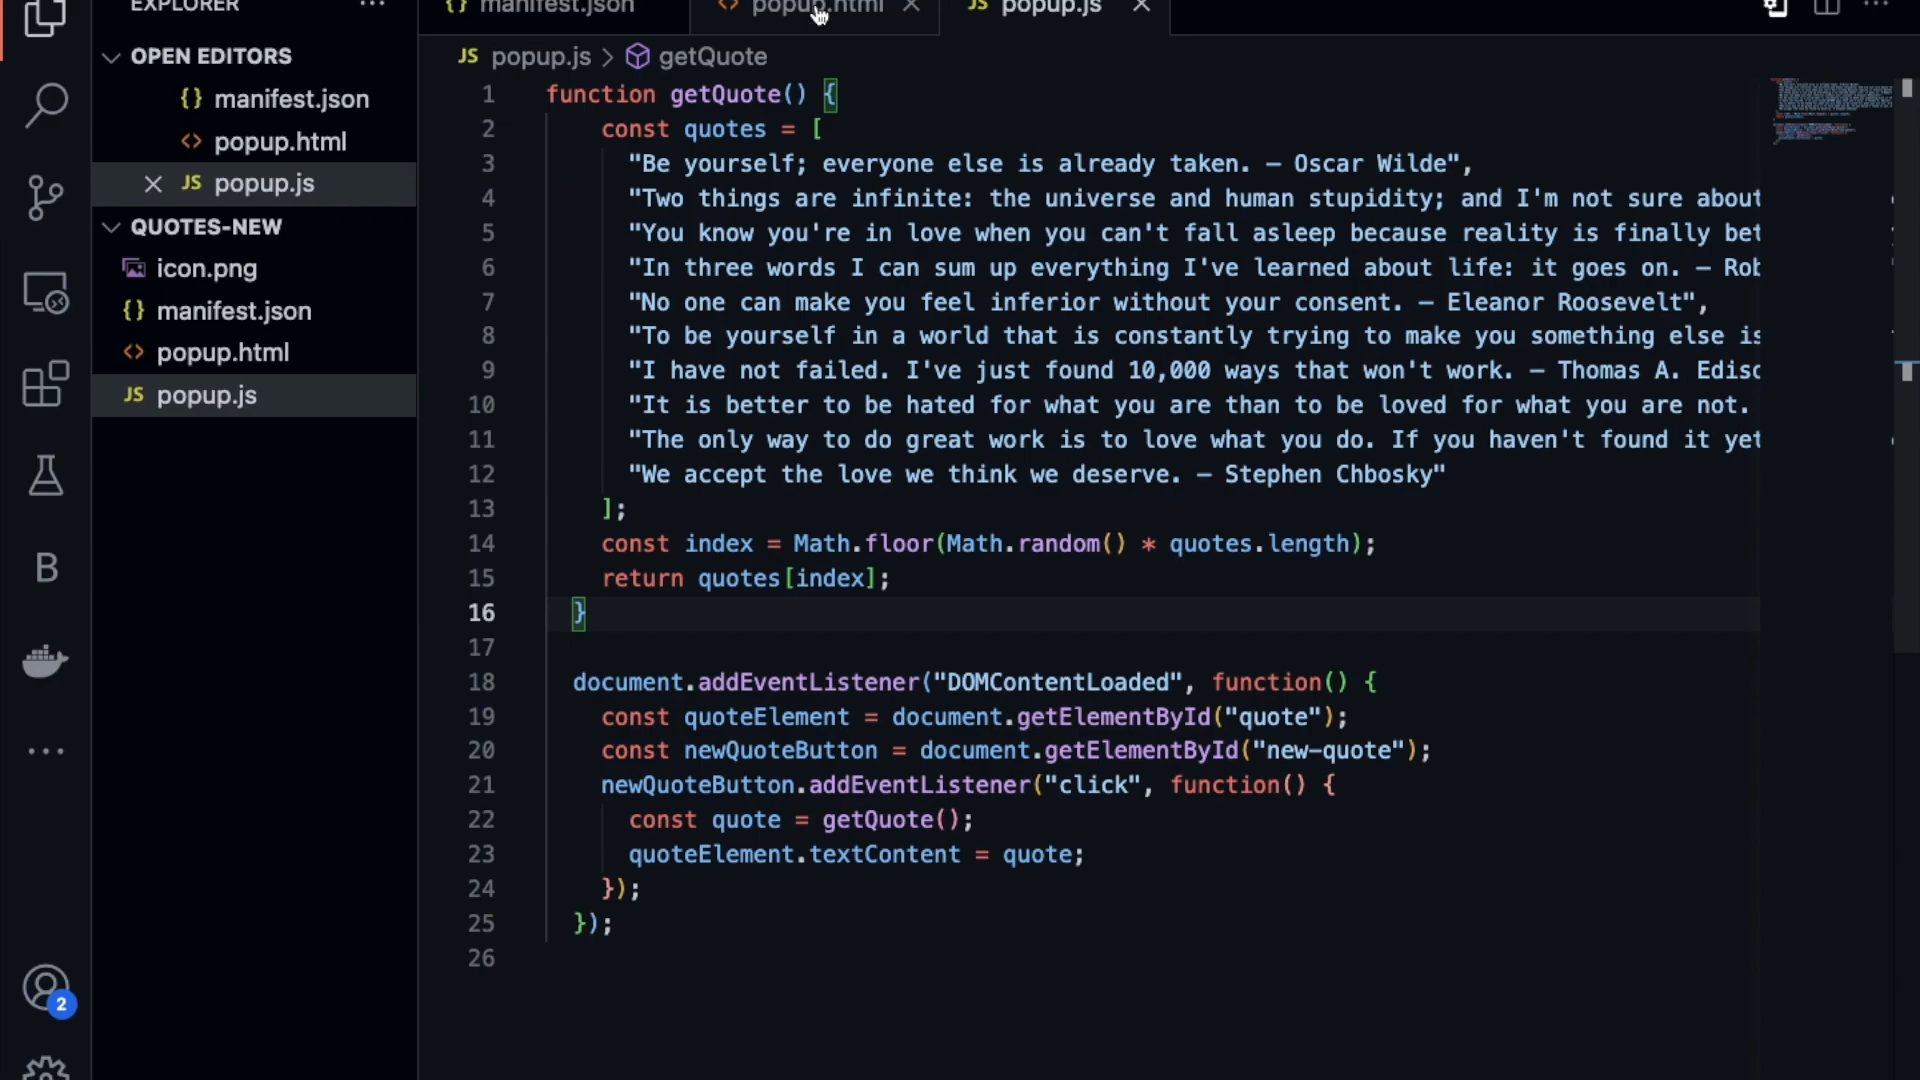 EXPLORER
manifest.json
popup.html
JS popup.js
OPEN EDITORS
{} manifest.json
<> popup.html
JS popup.js
QUOTES-NEW
icon.png
{} manifest.json
<> popup.html
JS popup.js
B
2
JS popup.js > getQuote
1 function getQuote() {
2 const quotes = [
3 "Be yourself; everyone else is already taken. — Oscar Wilde",
4 "Two things are infinite: the universe and human stupidity; and I'm not sure about
5 "You know you're in love when you can't fall asleep because reality is finally bet
6 "In three words I can sum up everything I've learned about life: it goes on. — Rob
7 "No one can make you feel inferior without your consent. — Eleanor Roosevelt",
8 "To be yourself in a world that is constantly trying to make you something else is
9 "I have not failed. I've just found 10,000 ways that won't work. — Thomas A. Edisc
10 "It is better to be hated for what you are than to be loved for what you are not.
11 "The only way to do great work is to love what you do. If you haven't found it yet
12 "We accept the love we think we deserve. — Stephen Chbosky"
13 ];
14 const index = Math.floor(Math.random() * quotes.length);
15 return quotes[index];
16 }
17
18 document.addEventListener("DOMContentLoaded", function() {
19 const quoteElement = document.getElementById("quote");
20 const newQuoteButton = document.getElementById("new-quote");
21 newQuoteButton.addEventListener("click", function() {
22 const quote = getQuote();
23 quoteElement.textContent = quote;
24 });
25 });
26